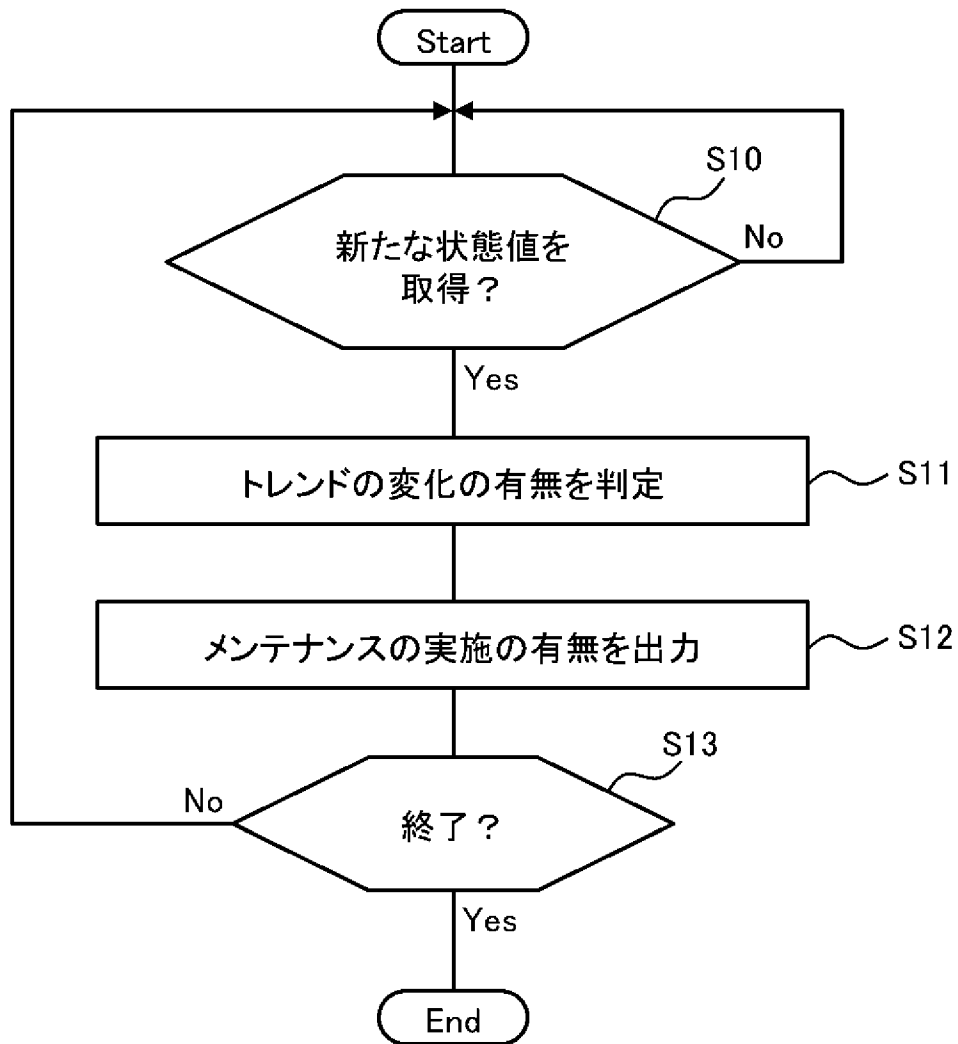 Start
S10
新たな状態値を
取得？
No
Yes
トレンドの変化の有無を判定
S11
メンテナンスの実施の有無を出力
S12
S13
No
終了？
Yes
End